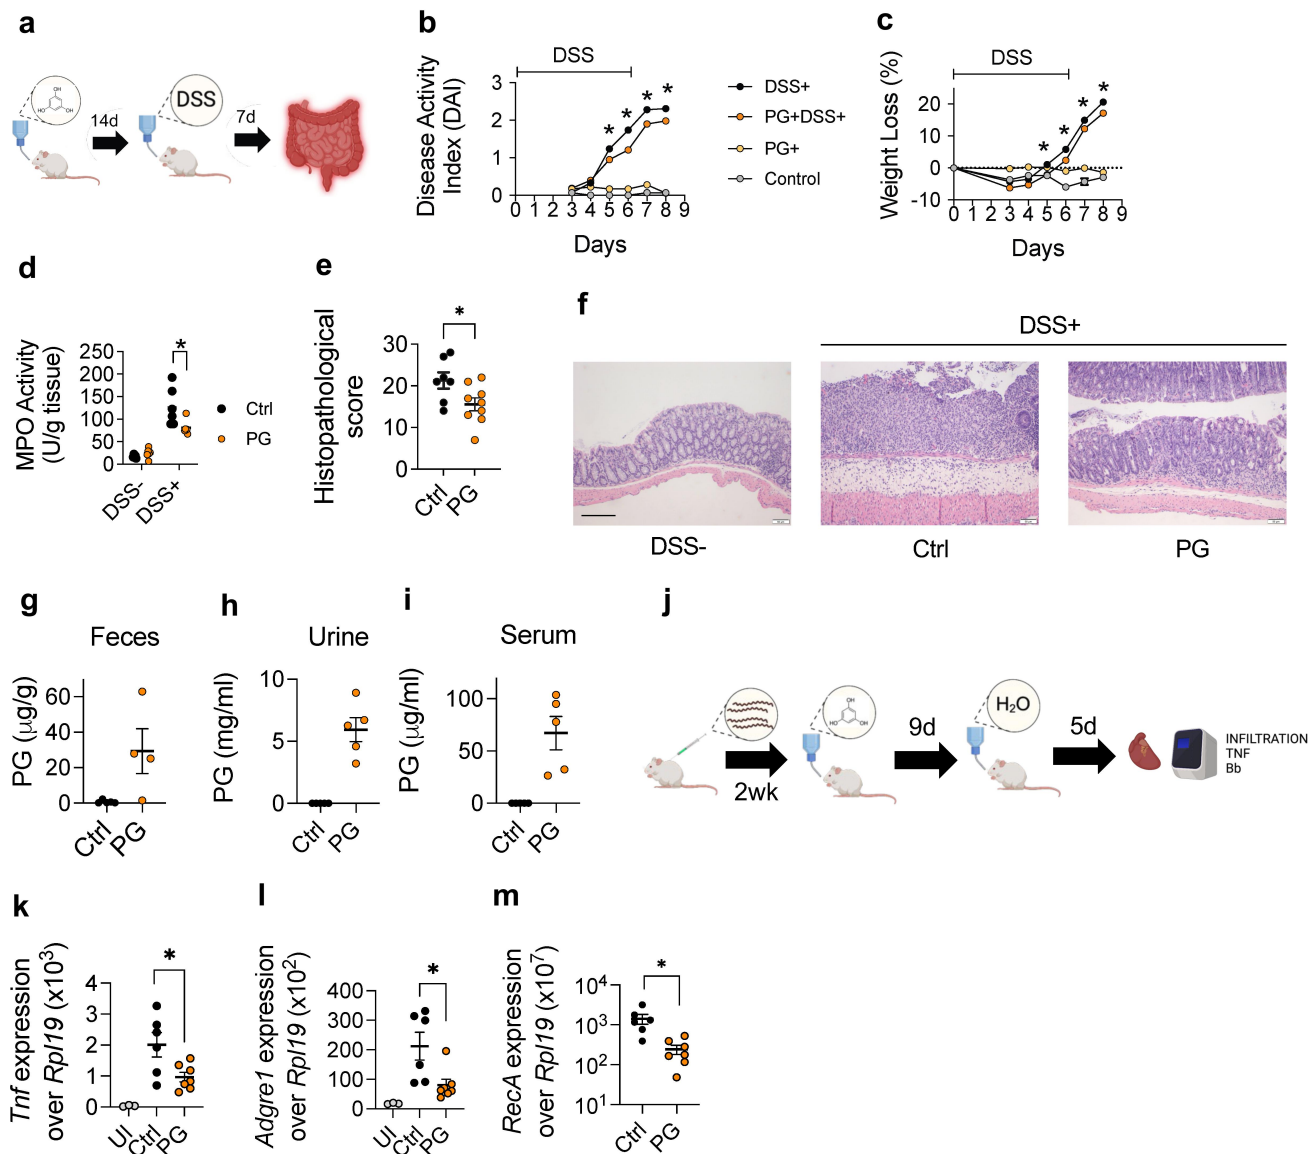 a
HO
OH
OH
14d
DSS
7d
b
DSS
Disease Activity
Index (DAI)
3
2
1
0
0 1 2 3 4 5 6 7 8 9
Days
* * * *
DSS+
PG+DSS+
PG+
Control
c
DSS
Weight Loss (%)
20
10
0
-10
0 1 2 3 4 5 6 7 8 9
Days
* * * *
d
MPO Activity
(U/g tissue)
250
200
150
100
50
0
*
DSS-
DSS+
Ctrl
PG
e
Histopathological
score
30
20
10
0
*
Ctrl
PG
f
DSS+
DSS-
Ctrl
PG
g
Feces
PG (µg/g)
60
40
20
0
Ctrl
PG
h
Urine
PG (mg/ml)
10
5
0
Ctrl
PG
i
Serum
PG (µg/ml)
100
50
0
Ctrl
PG
j
2wk
OH
HO
OH
9d
H₂O
5d
INFILTRATION
TNF
Bb
k
Tnf expression
over Rpl19 (x10³)
4
3
2
1
0
*
UI
Ctrl
PG
l
Adgre1 expression
over Rpl19 (x10²)
400
300
200
100
0
*
UI
Ctrl
PG
m
RecA expression
over Rpl19 (x10⁷)
10⁴
10³
10²
10¹
*
Ctrl
PG